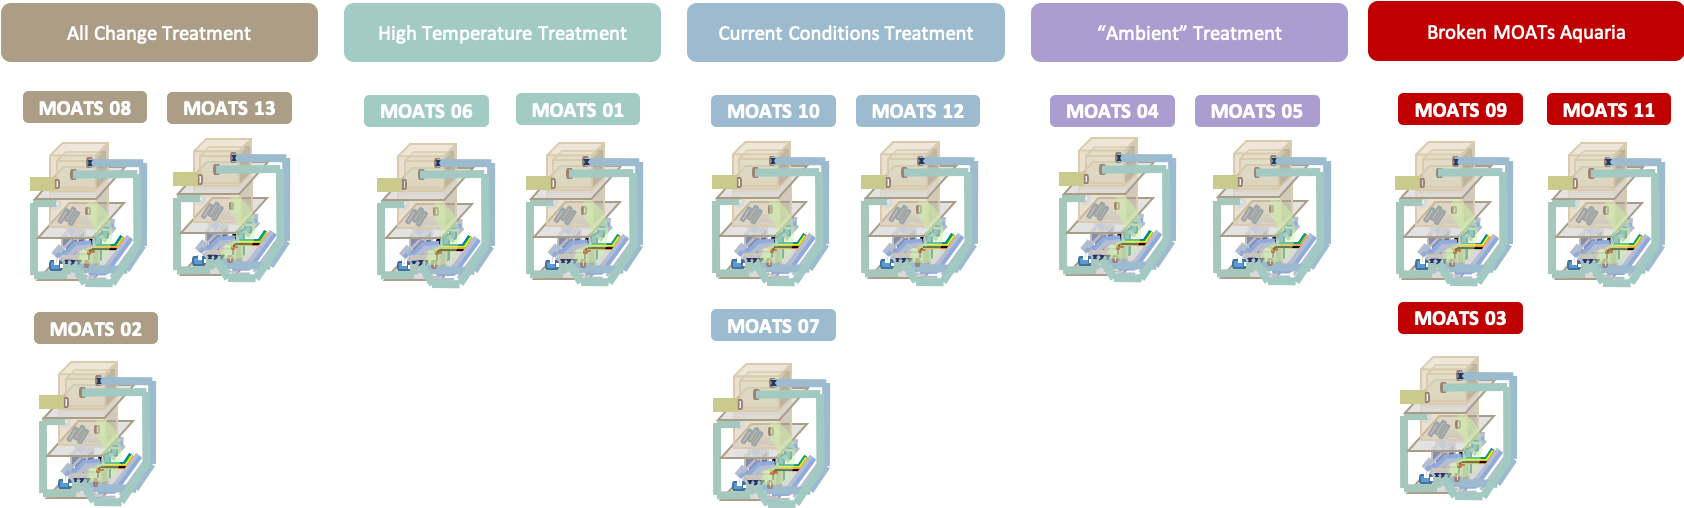 All Change Treatment
High Temperature Treatment
Current Conditions Treatment
“Ambient” Treatment
Broken MOATs Aquaria
MOATS 08
MOATS 13
MOATS 06
MOATS 01
MOATS 10
MOATS 12
MOATS 04
MOATS 05
MOATS 09
MOATS 11
MOATS 02
MOATS 07
MOATS 03